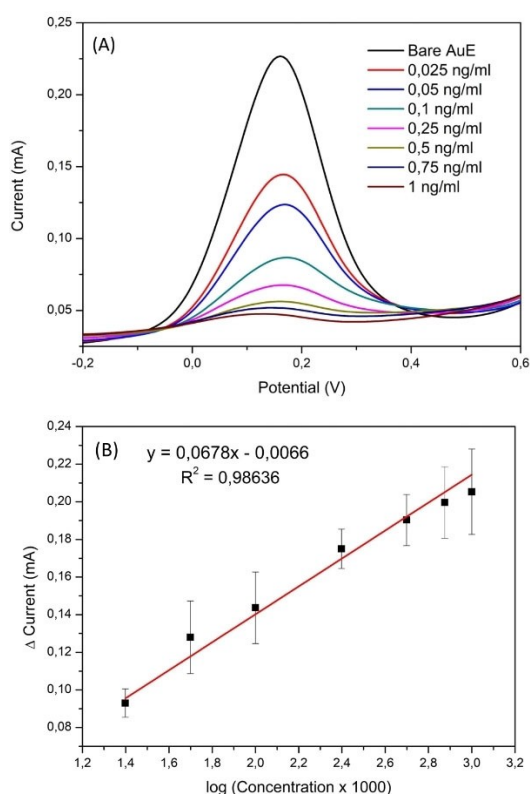 (A)
Bare AuE
0,025 ng/ml
0,05 ng/ml
0,1 ng/ml
0,25 ng/ml
0,5 ng/ml
0,75 ng/ml
1 ng/ml
0,25
0,20
0,15
0,10
0,05
Current (mA)
-0,2
0,0
0,2
0,4
0,6
Potential (V)
(B)
y = 0,0678x - 0,0066
R² = 0,98636
0,24
0,22
0,20
0,18
0,16
0,14
0,12
0,10
0,08
Δ Current (mA)
1,2
1,4
1,6
1,8
2,0
2,2
2,4
2,6
2,8
3,0
3,2
log (Concentration x 1000)